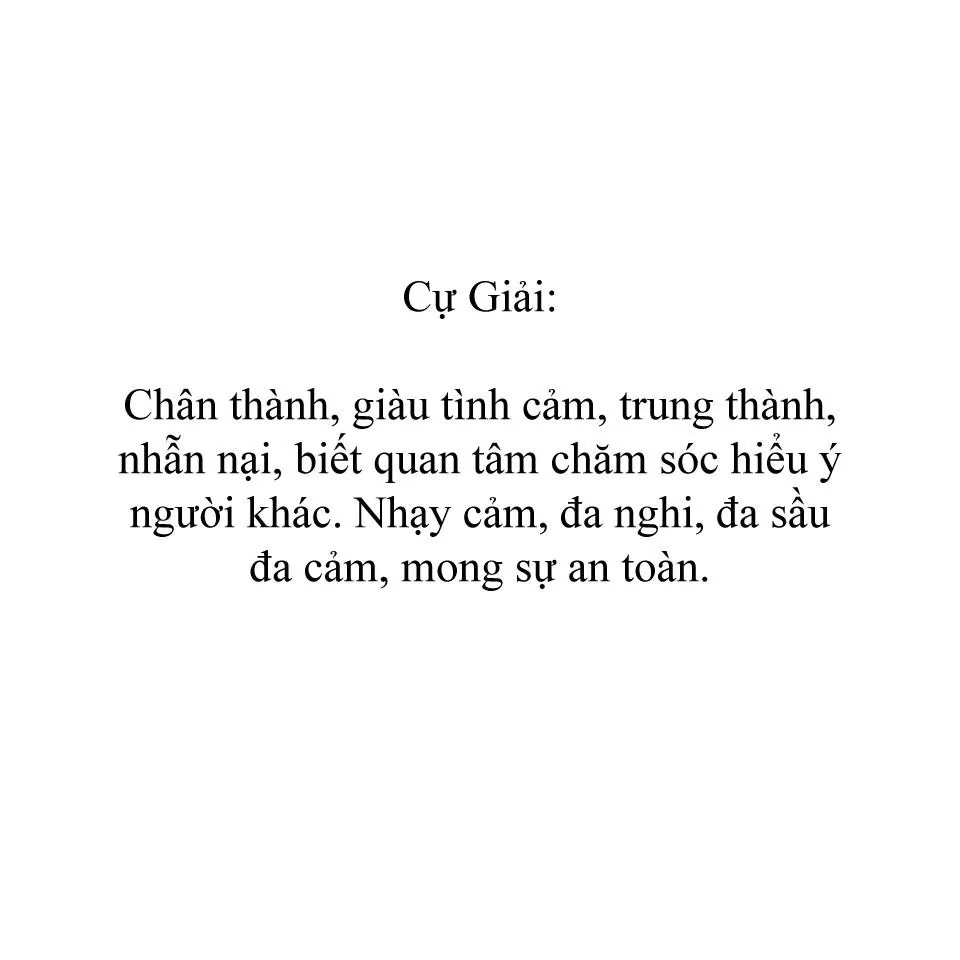 Cự Giải:
Chân thành, giàu tình cảm, trung thành,
nhẫn nại, biết quan tâm chăm sóc hiểu ý
người khác. Nhạy cảm, đa nghi, đa sầu
đa cảm, mong sự an toàn.